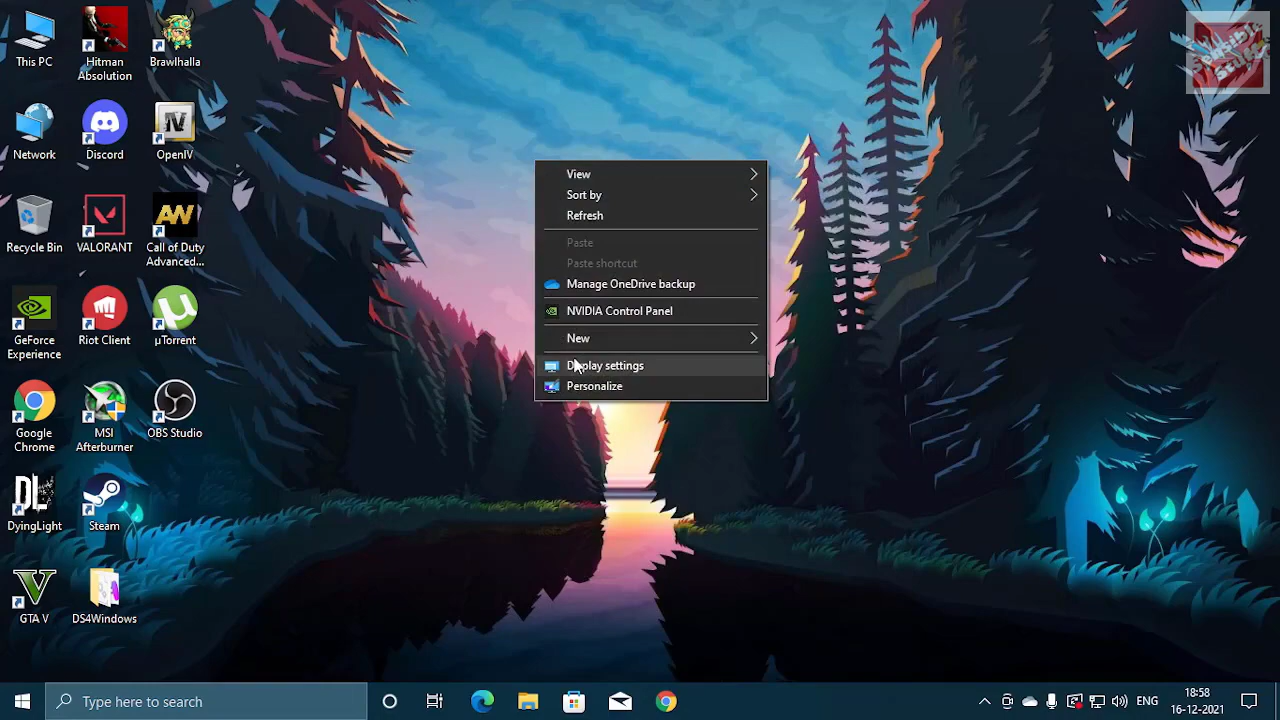 This PC
Hitman
Absolution
Brawlhalla
Network
Discord
OpenIV
Recycle Bin
VALORANT
Call of Duty
Advanced...
GeForce
Experience
Riot Client
µTorrent
Google
Chrome
MSI
Afterburner
OBS Studio
DyingLight
Steam
GTA V
DS4Windows
View
Sort by
Refresh
Paste
Paste shortcut
Manage OneDrive backup
NVIDIA Control Panel
New
Display settings
Personalize
Sensible
Stuff
Type here to search
ENG
18:58
16-12-2021